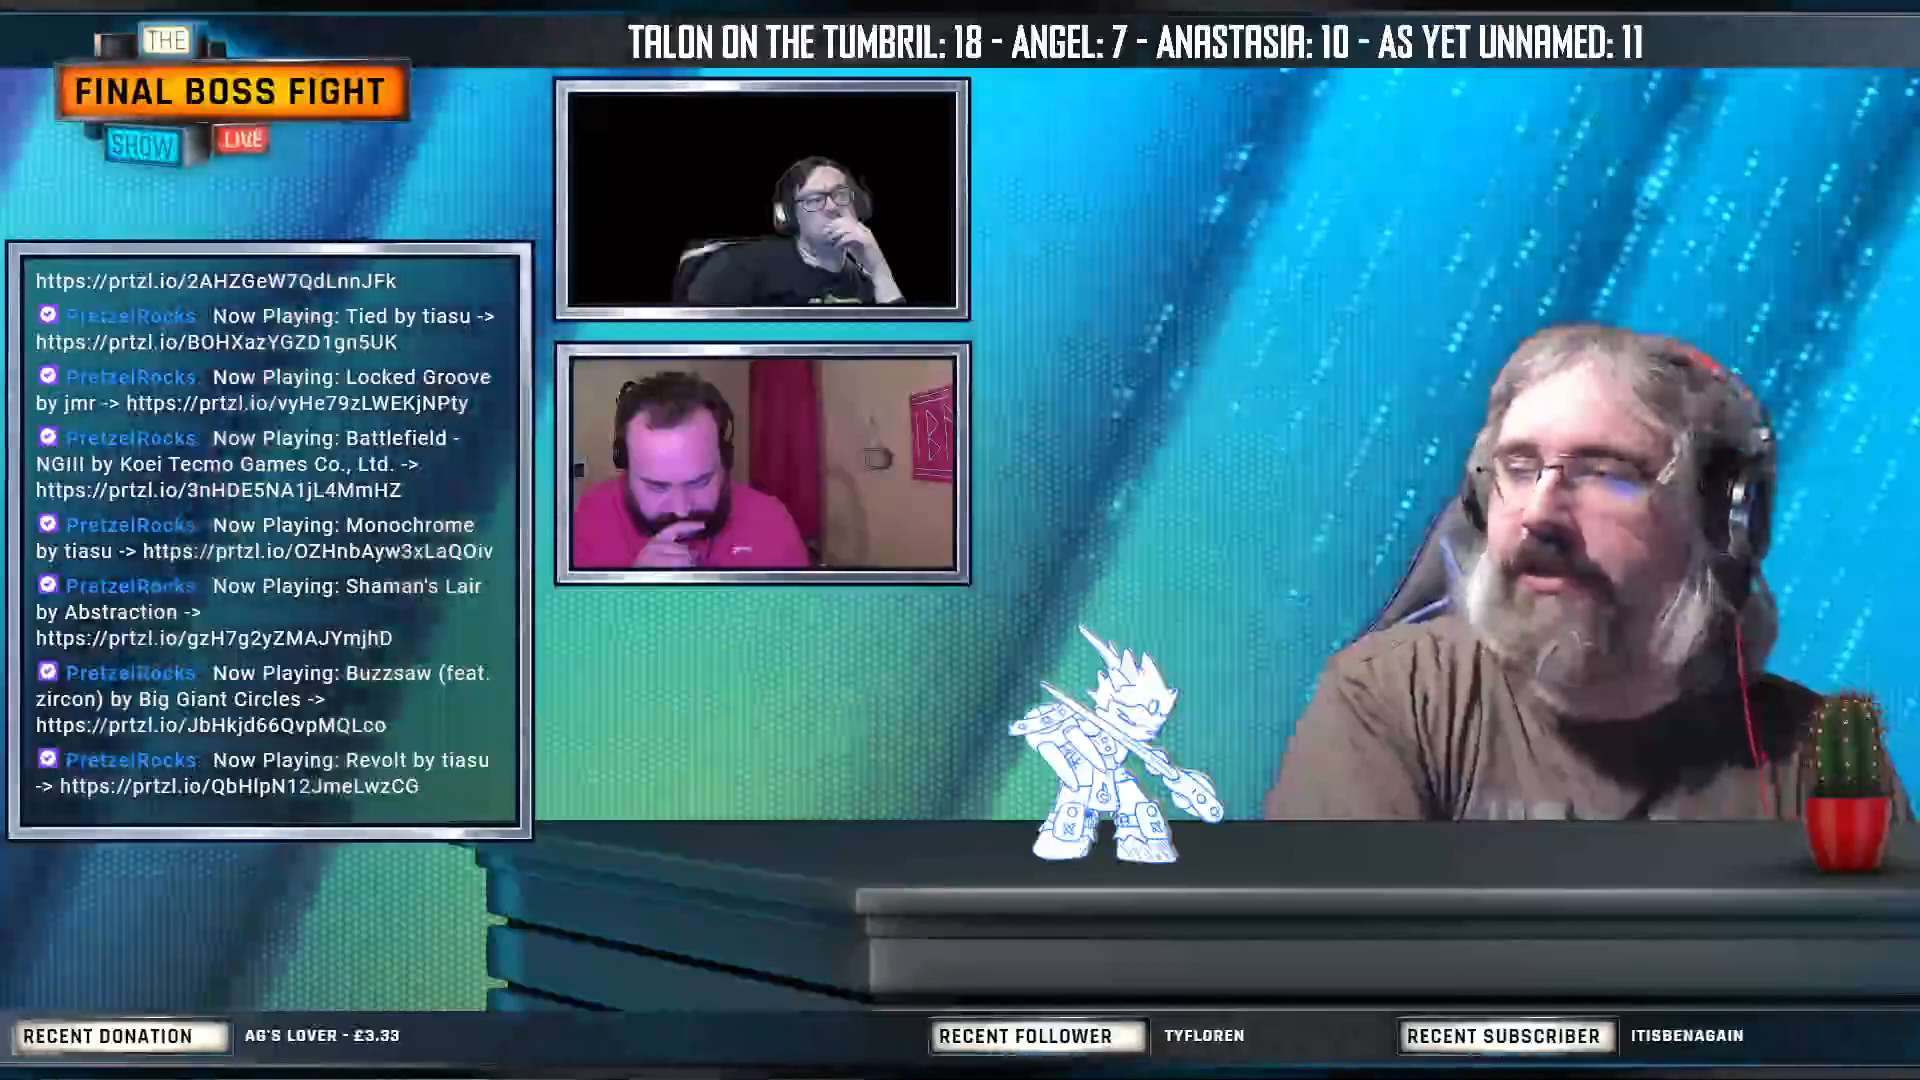 THE
FINAL BOSS FIGHT
SHOW
LIVE
TALON ON THE TUMBRIL: 18 - ANGEL: 7 - ANASTASIA: 10 - AS YET UNNAMED: 11
https://prtzl.io/2AHZGeW7QdLnnJFk
PretzelRocks: Now Playing: Tied by tiasu ->
https://prtzl.io/BOHXazYGZD1gn5UK
PretzelRocks: Now Playing: Locked Groove
by jmr -> https://prtzl.io/vyHe79zLWEKjNPty
PretzelRocks: Now Playing: Battlefield -
NGIII by Koei Tecmo Games Co., Ltd. ->
https://prtzl.io/3nHDE5NA1jL4MmHZ
PretzelRocks: Now Playing: Monochrome
by tiasu -> https://prtzl.io/OZHnbAyw3xLaQOiv
PretzelRocks: Now Playing: Shaman's Lair
by Abstraction ->
https://prtzl.io/gzH7g2yZMAJYmjhD
PretzelRocks: Now Playing: Buzzsaw (feat.
zircon) by Big Giant Circles ->
https://prtzl.io/JbHkjd66QvpMQLco
PretzelRocks: Now Playing: Revolt by tiasu
-> https://prtzl.io/QbHlpN12JmeLwzCG
RECENT DONATION AG'S LOVER - £3.33
RECENT FOLLOWER TYFLOREN
RECENT SUBSCRIBER ITISBENAGAIN